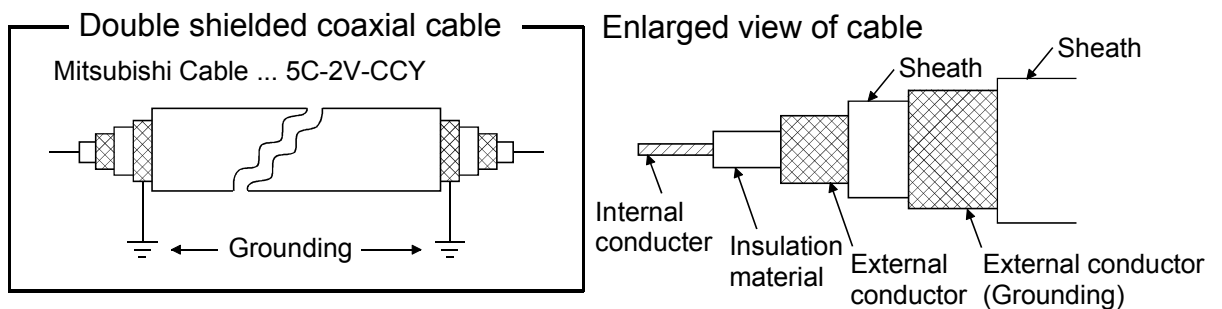 Double shielded coaxial cable
Mitsubishi Cable ... 5C-2V-CCY
Grounding
Enlarged view of cable
Sheath
Sheath
Internal
conducter
Insulation
material
External
conductor
External conductor
(Grounding)